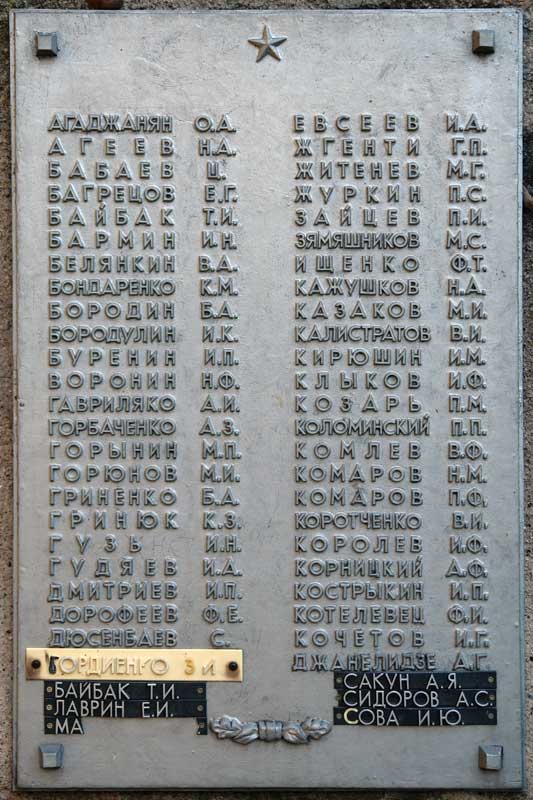 АГАДЖАНЯН О.А.
АГЕЕВ Н.А.
БАБАЕВ Ц.
БАГРЕЦОВ Е.Г.
БАЙБАК Т.И.
БАРМИН И.Н.
БЕЛЯНКИН В.А.
БОНДАРЕНКО К.М.
БОРОДИН Б.А.
БОРОДУЛИН И.К.
БУРЕНИН И.П.
ВОРОНИН Н.Ф.
ГАВРИЛЯКО А.И.
ГОРБАЧЕНКО А.З.
ГОРЫНИН М.П.
ГОРЮНОВ М.И.
ГРИНЕНКО Б.А.
ГРИНЮК К.З.
ГУЗЬ И.Н.
ГУДЯЕВ И.А.
ДМИТРИЕВ И.П.
ДОРОФЕЕВ Ф.Е.
ДЮСЕНБАЕВ С.
ГОРДИЕНКО З И
БАЙБАК Т.И.
ЛАВРИН Е.И.
МА
ЕВСЕЕВ И.А.
ЖГЕНТИ Г.П.
ЖИТЕНЕВ М.Г.
ЖУРКИН П.С.
ЗАЙЦЕВ П.И.
ЗЯМЯШНИКОВ М.С.
ИЩЕНКО Ф.Т.
КАЖУШКОВ Н.А.
КАЗАКОВ М.И.
КАЛИСТРАТОВ В.И.
КИРЮШИН И.М.
КЛЫКОВ И.Ф.
КОЗАРЬ П.М.
КОЛОМИНСКИЙ П.П.
КОМЛЕВ В.Ф.
КОМАРОВ Н.М.
КОМАРОВ П.Ф.
КОРОТЧЕНКО В.И.
КОРОЛЕВ И.Ф.
КОРНИЦКИЙ А.Ф.
КОСТРЫКИН И.П.
КОТЕЛЕВЕЦ Ф.И.
КОЧЕТОВ И.Г.
ДЖАНЕЛИДЗЕ А.Г.
САКУН А.Я.
СИДОРОВ А.С.
СОВА И.Ю.